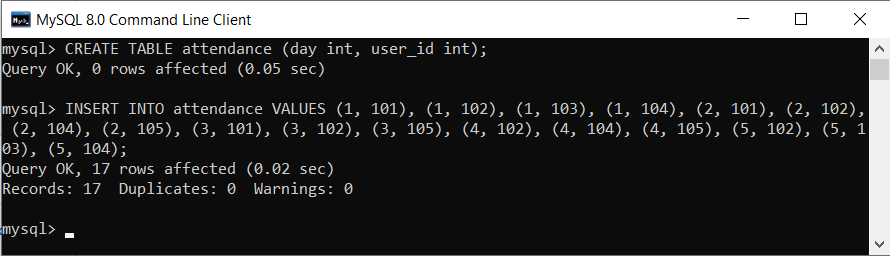 MySQL 8.0 Command Line Client
mysql> CREATE TABLE attendance (day int, user_id int);
Query OK, 0 rows affected (0.05 sec)
mysql> INSERT INTO attendance VALUES (1, 101), (1, 102), (1, 103), (1, 104), (2, 101), (2, 102),
 (2, 104), (2, 105), (3, 101), (3, 102), (3, 105), (4, 102), (4, 104), (4, 105), (5, 102), (5, 1
03), (5, 104);
Query OK, 17 rows affected (0.02 sec)
Records: 17  Duplicates: 0  Warnings: 0
mysql>